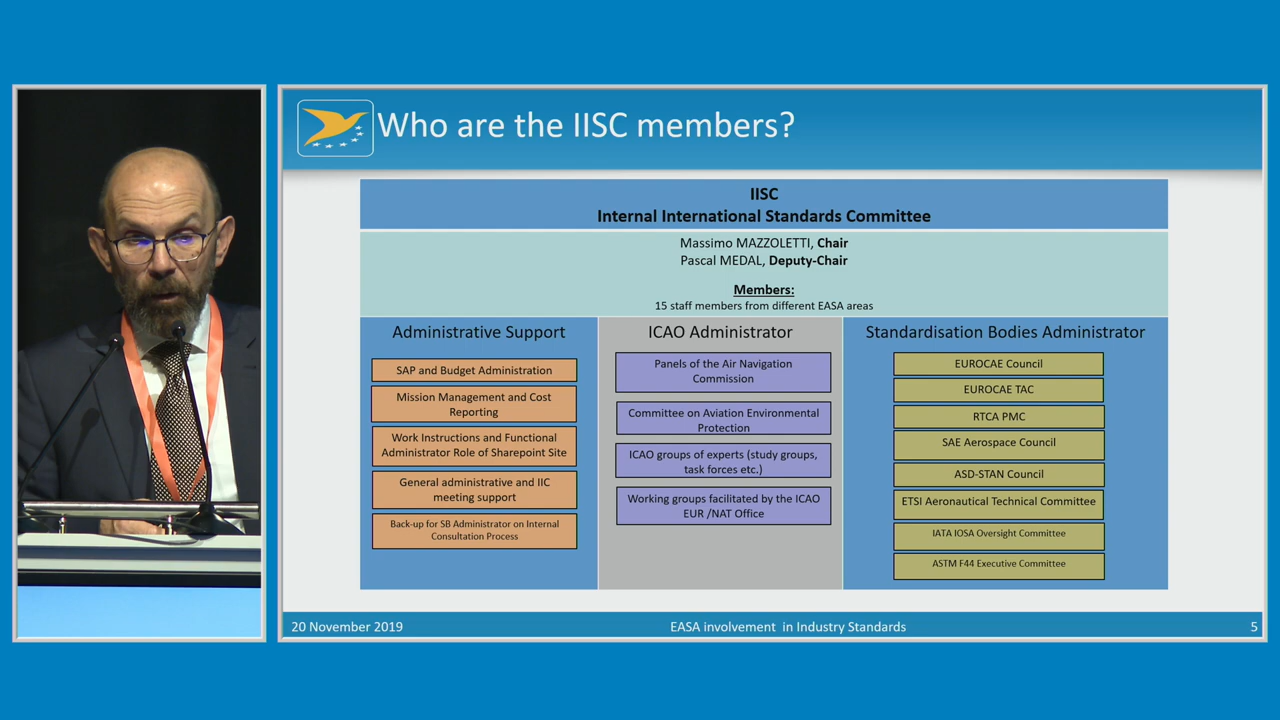 Who are the IISC members?
IISC
Internal International Standards Committee
Massimo MAZZOLETTI, Chair
Pascal MEDAL, Deputy-Chair
Members:
15 staff members from different EASA areas
Administrative Support
SAP and Budget Administration
Mission Management and Cost
Reporting
Work Instructions and Functional
Administrator Role of Sharepoint Site
General administrative and IIC
meeting support
Back-up for SB Administrator on Internal
Consultation Process
ICAO Administrator
Panels of the Air Navigation
Commission
Committee on Aviation Environmental
Protection
ICAO groups of experts (study groups,
task forces etc.)
Working groups facilitated by the ICAO
EUR /NAT Office
Standardisation Bodies Administrator
EUROCAE Council
EUROCAE TAC
RTCA PMC
SAE Aerospace Council
ASD-STAN Council
ETSI Aeronautical Technical Committee
IATA IOSA Oversight Committee
ASTM F44 Executive Committee
20 November 2019
EASA involvement in Industry Standards
5